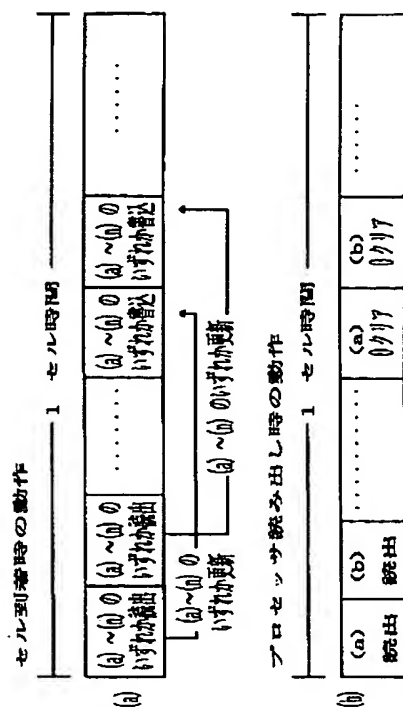 セル到着時の動作
1 セル時間
(a)
(a)~(n) の
いずれか読出
(a)~(n) の
いずれか読出
......
(a)~(n) の
いずれか書込
(a)~(n) の
いずれか書込
......
(a)~(n) の
いずれか更新
(a)~(n) のいずれか更新
プロセッサ読み出し時の動作
1 セル時間
(b)
(a)
読出
(b)
読出
.........
(a)
0クリア
(b)
0クリア
......